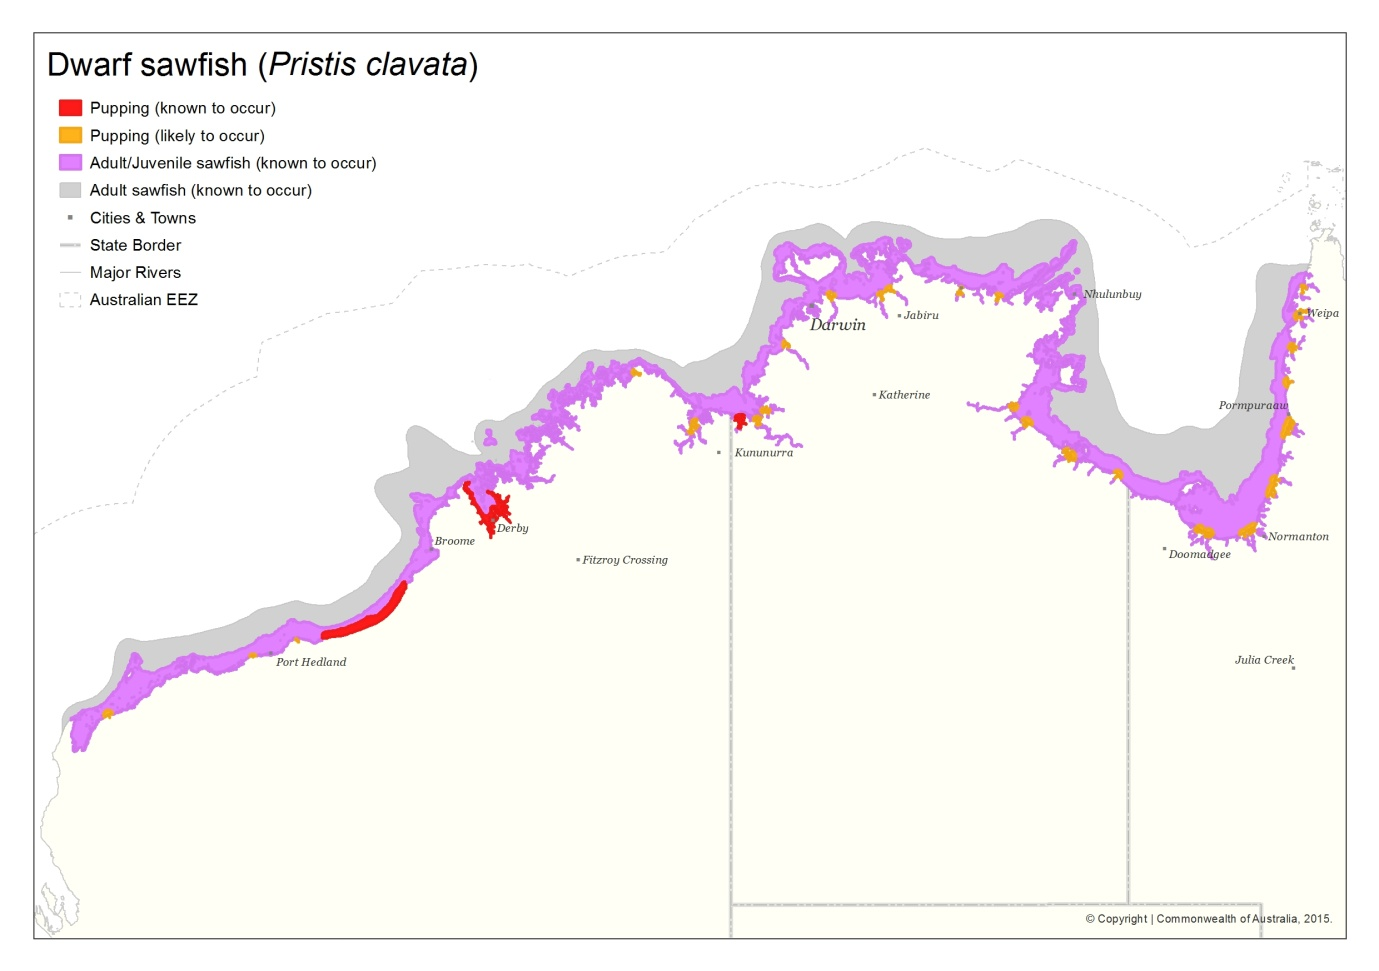 Dwarf sawfish (Pristis clavata)
Pupping (known to occur)
Pupping (likely to occur)
Adult/Juvenile sawfish (known to occur)
Adult sawfish (known to occur)
Cities & Towns
State Border
Major Rivers
Australian EEZ
Nhulunbuy
Weipa
Jabiru
Darwin
Katherine
Pormpuraaw
Kununurra
Derby
Broome
Normanton
Doomadgee
Fitzroy Crossing
Port Hedland
Julia Creek
© Copyright | Commonwealth of Australia, 2015.